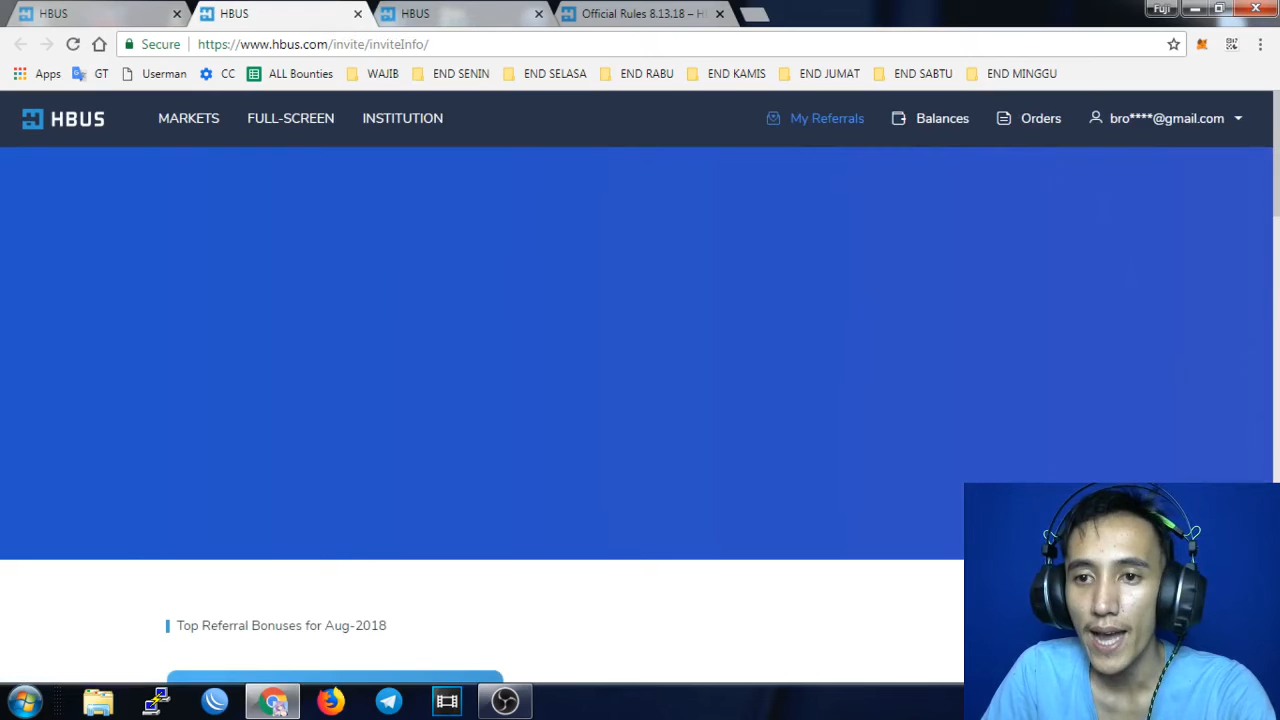 HBUS
HBUS
HBUS
Official Rules 8.13.18 – H
Fuji
Secure
https://www.hbus.com/invite/inviteInfo/
Apps GT Userman CC ALL Bounties WAJIB END SENIN END SELASA END RABU END KAMIS END JUMAT END SABTU END MINGGU
HBUS MARKETS FULL-SCREEN INSTITUTION My Referrals Balances Orders bro****@gmail.com
Top Referral Bonuses for Aug-2018